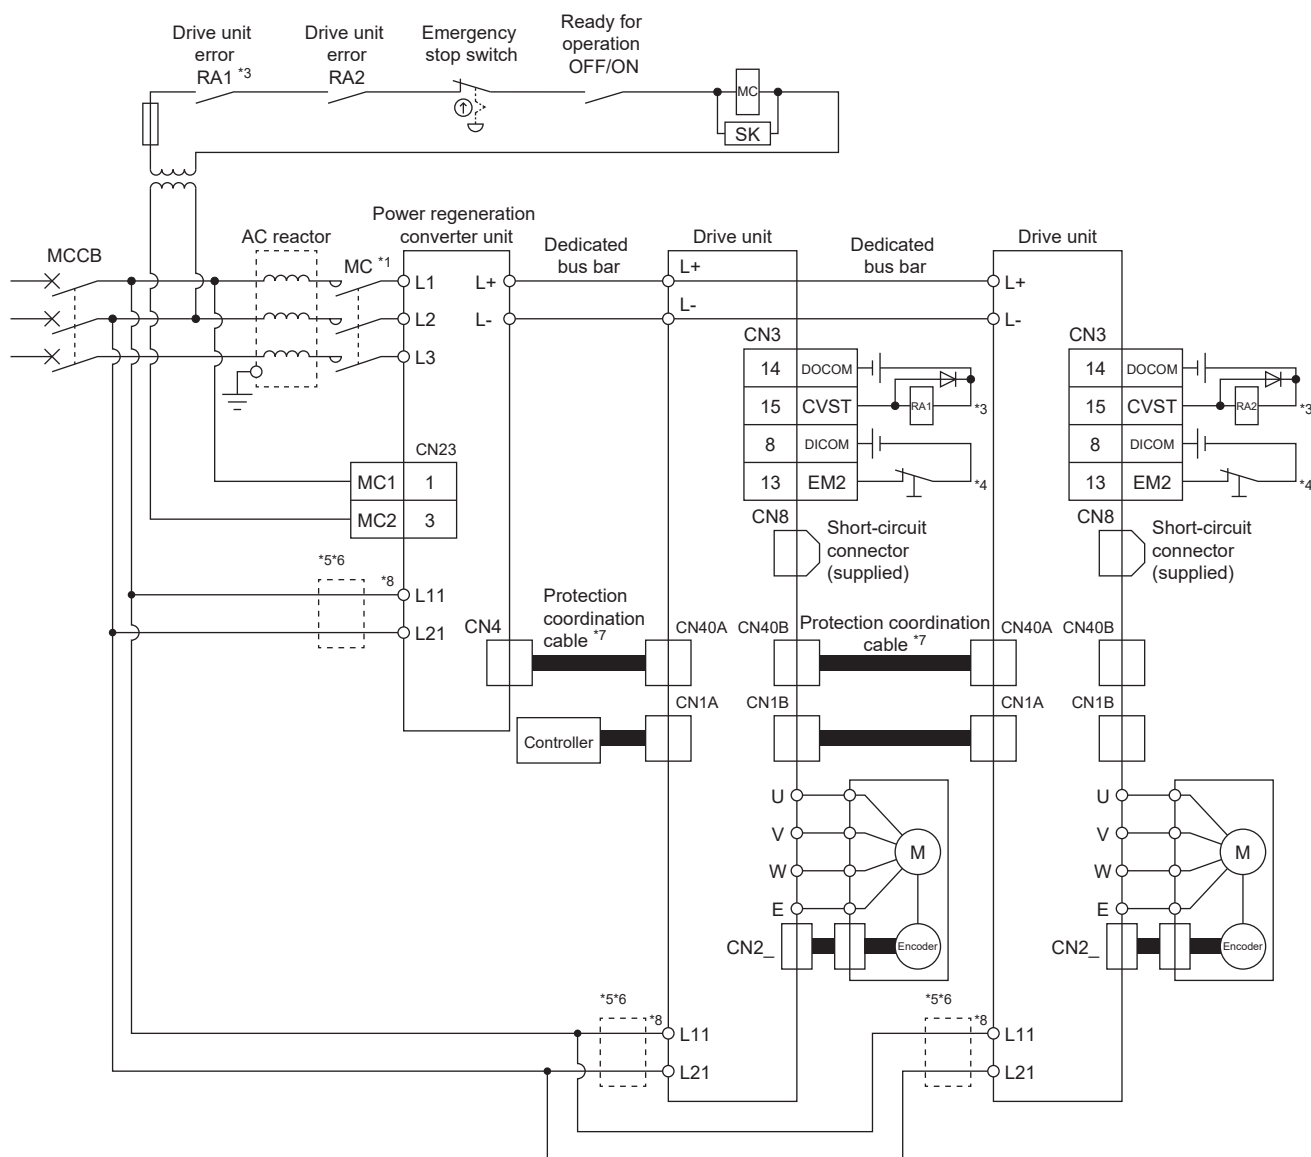 Drive unit
error
RA1 *3
Drive unit
error
RA2
Emergency
stop switch
Ready for
operation
OFF/ON
MC
SK
MCCB
AC reactor
MC *1
Power regeneration
converter unit
Dedicated
bus bar
Drive unit
Dedicated
bus bar
Drive unit
L1
L2
L3
L+
L-
L+
L-
L+
L-
CN3
14 DOCOM
15 CVST
8 DICOM
13 EM2
RA1
*3
*4
CN3
14 DOCOM
15 CVST
8 DICOM
13 EM2
RA2
*3
*4
CN23
MC1 1
MC2 3
CN8
Short-circuit
connector
(supplied)
CN8
Short-circuit
connector
(supplied)
*5*6
*8
L11
L21
CN4
Protection
coordination
cable *7
CN40A
CN40B
Protection coordination
cable *7
CN40A
CN40B
Controller
CN1A
CN1B
CN1A
CN1B
U
V
W
E
M
Encoder
CN2_
U
V
W
E
M
Encoder
CN2_
*5*6
*8
L11
L21
*5*6
*8
L11
L21